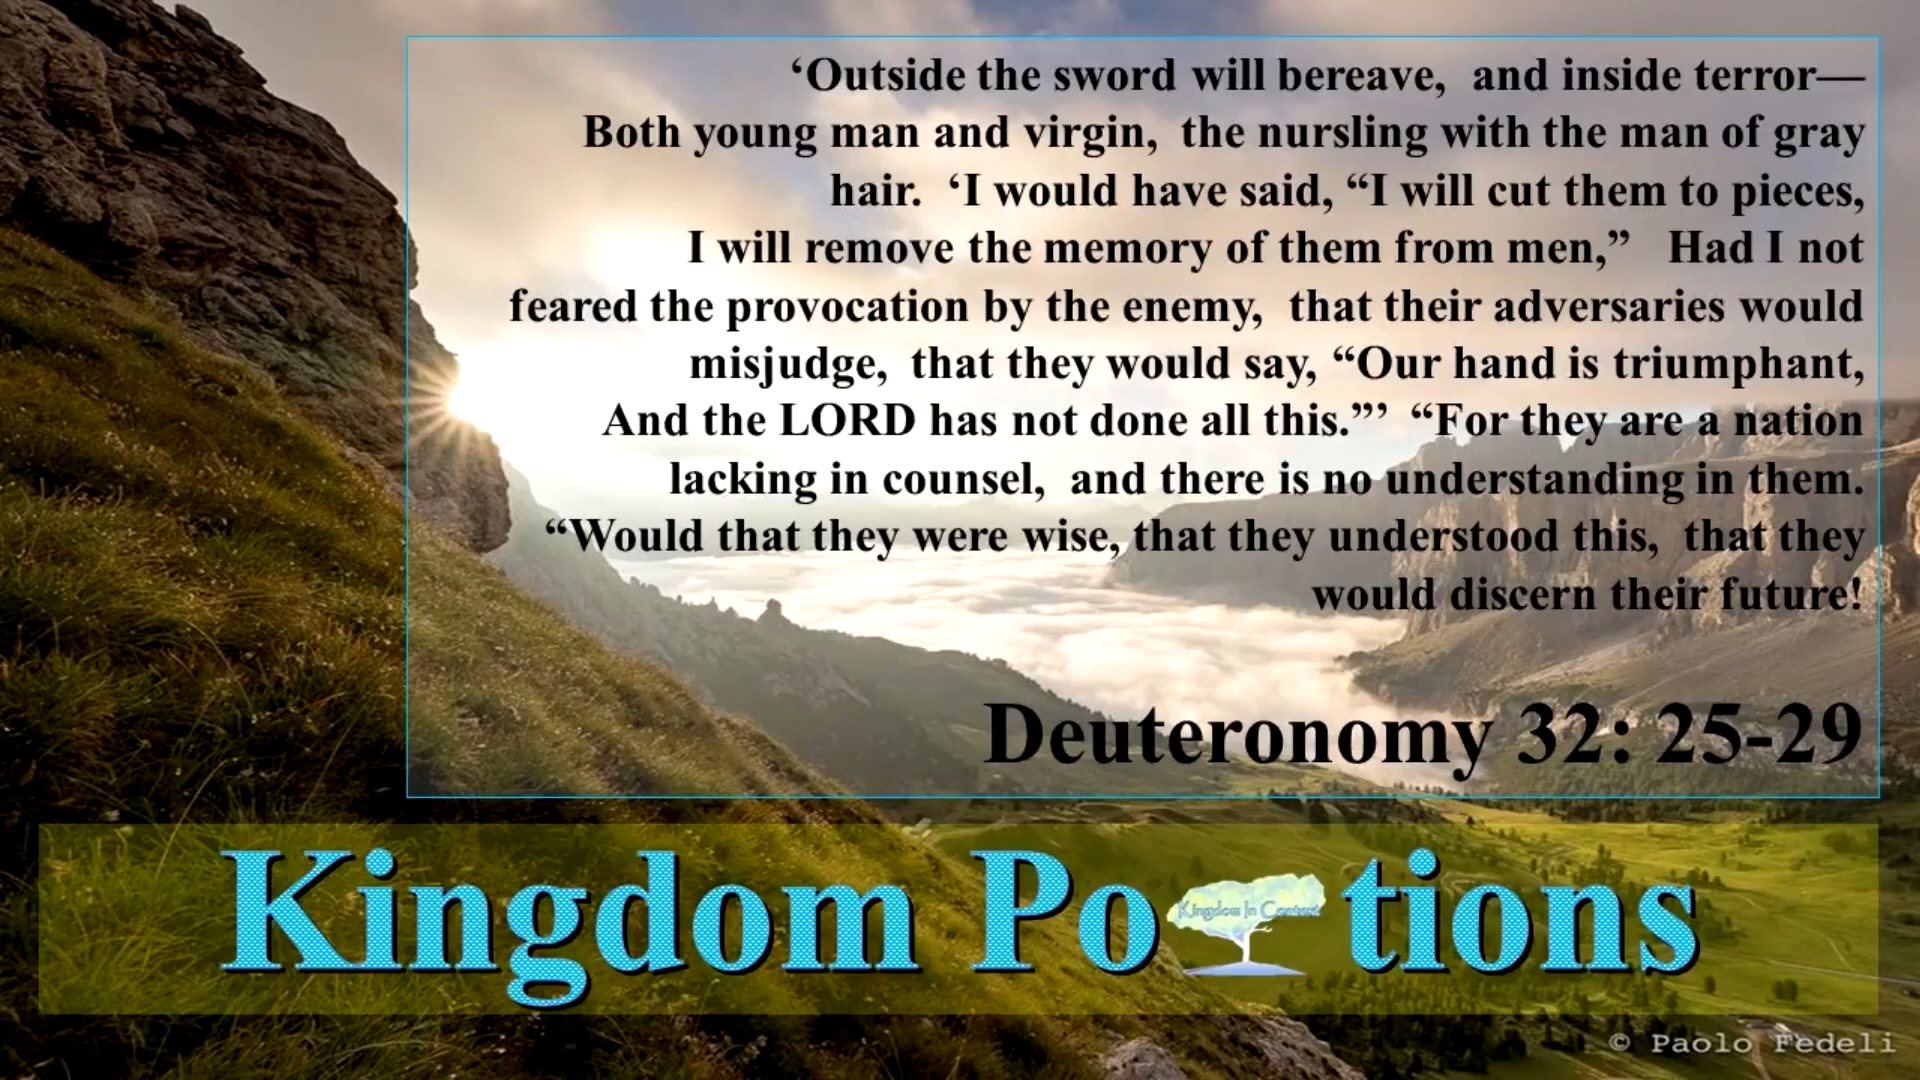 ‘Outside the sword will bereave,  and inside terror—
Both young man and virgin,  the nursling with the man of gray
hair.  ‘I would have said, “I will cut them to pieces,
I will remove the memory of them from men,”   Had I not
feared the provocation by the enemy,  that their adversaries would
misjudge,  that they would say, “Our hand is triumphant,
And the LORD has not done all this.”’  “For they are a nation
lacking in counsel,  and there is no understanding in them.
“Would that they were wise, that they understood this,  that they
would discern their future!
Deuteronomy 32: 25-29
Kingdom Po tions
Kingdom In Context
© Paolo Fedeli